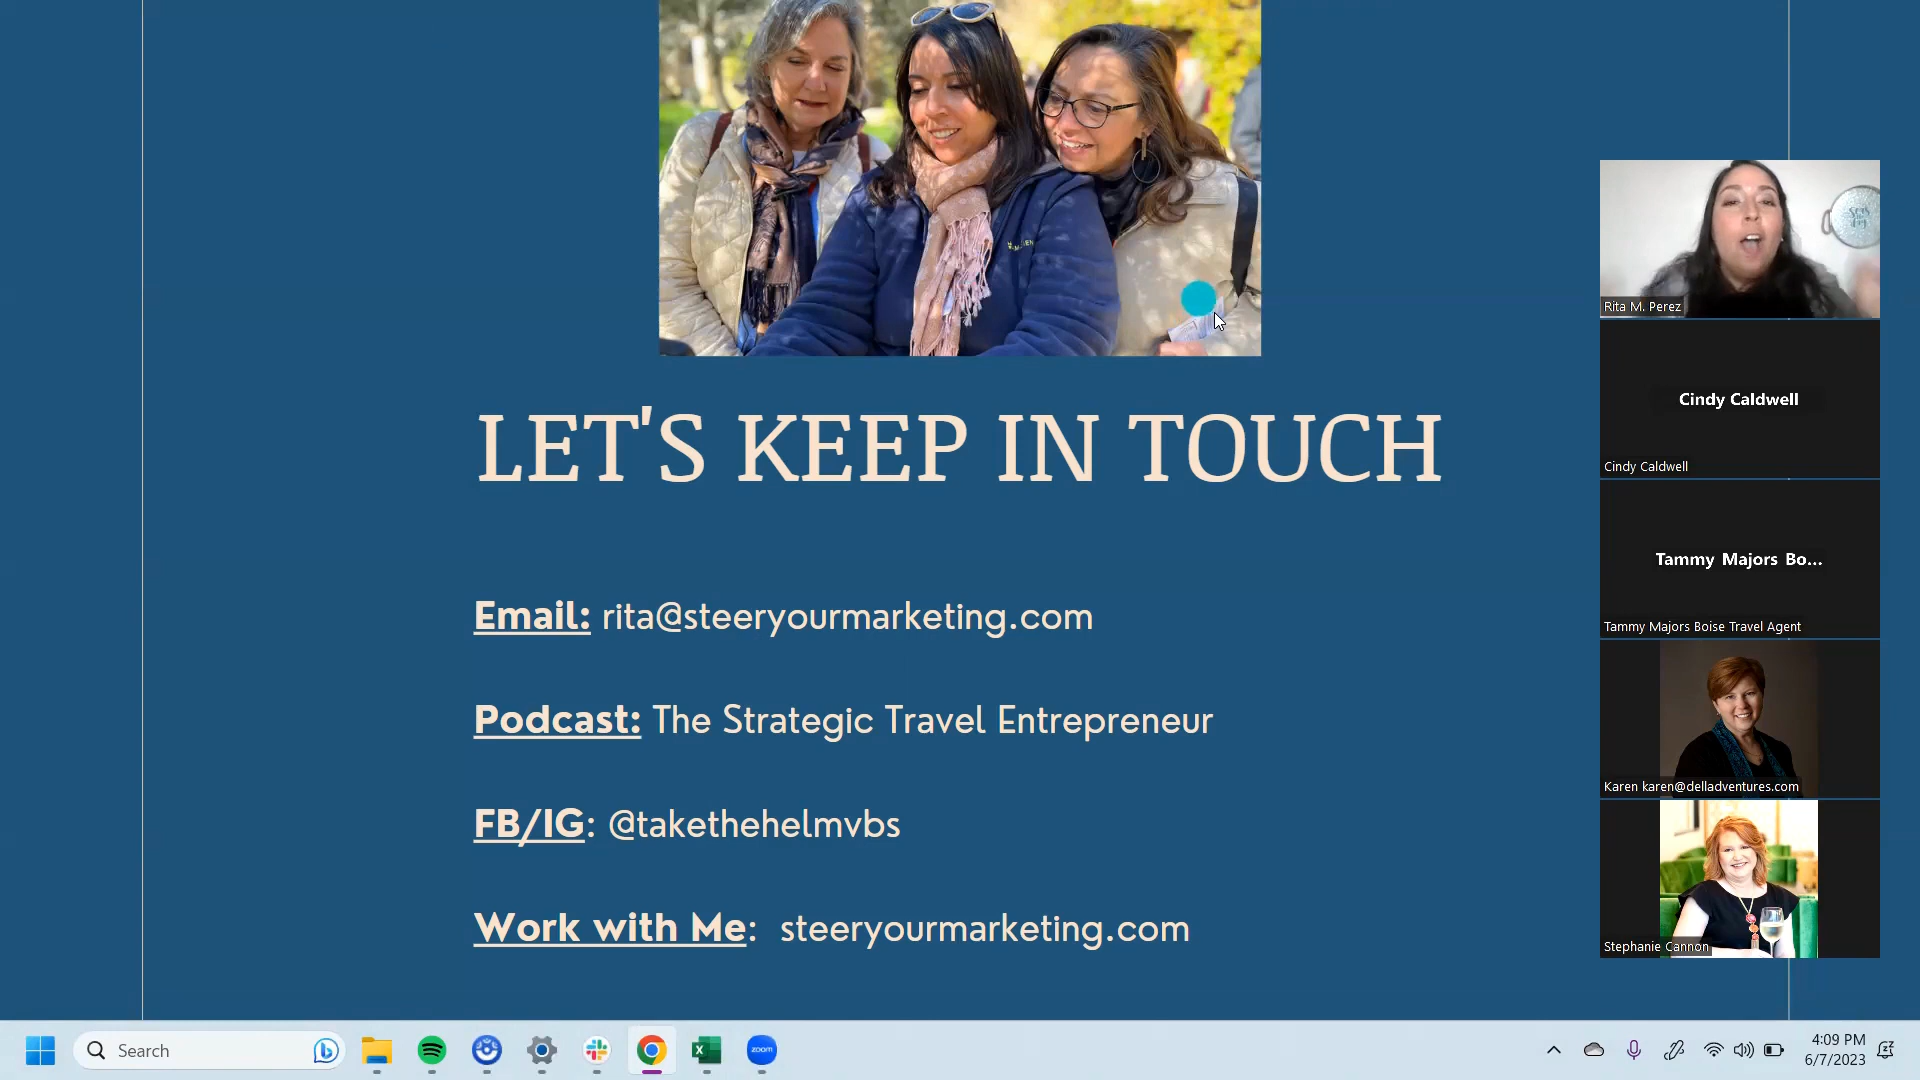 LET'S KEEP IN TOUCH
Email: rita@steeryourmarketing.com
Podcast: The Strategic Travel Entrepreneur
FB/IG: @takethehelmvbs
Work with Me: steeryourmarketing.com
Rita M. Perez
Cindy Caldwell
Cindy Caldwell
Tammy Majors Bo...
Tammy Majors Boise Travel Agent
Karen karen@delladventures.com
Stephanie Cannon
Search
zoom
4:09 PM
6/7/2023